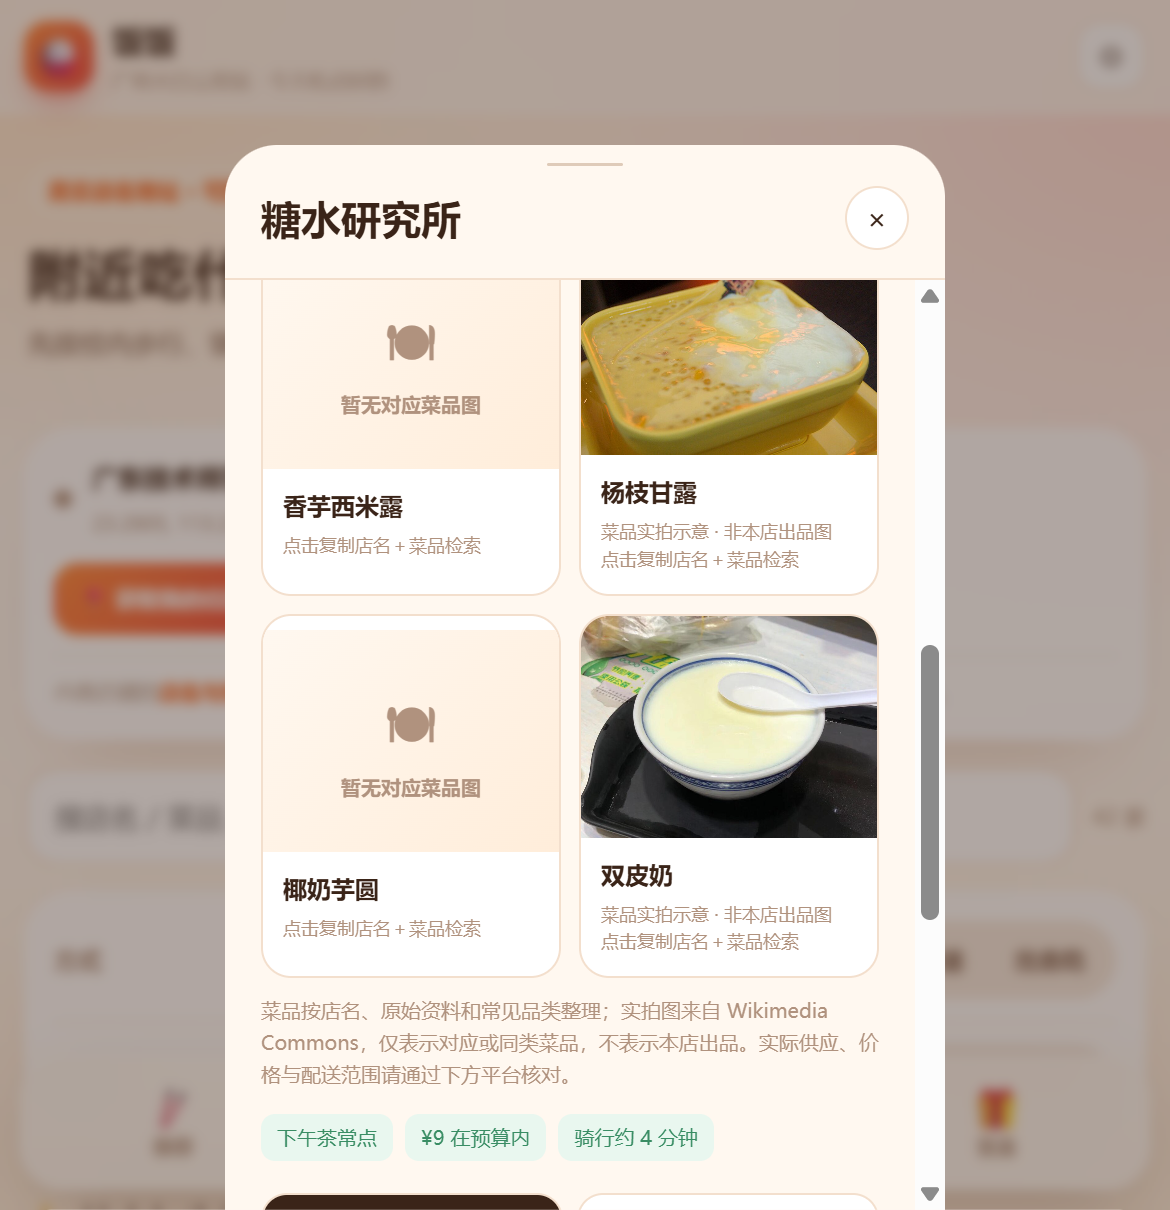 糖水研究所
×
暂无对应菜品图
香芋西米露
点击复制店名 + 菜品检索
杨枝甘露
菜品实拍示意 · 非本店出品图
点击复制店名 + 菜品检索
暂无对应菜品图
椰奶芋圆
点击复制店名 + 菜品检索
双皮奶
菜品实拍示意 · 非本店出品图
点击复制店名 + 菜品检索
菜品按店名、原始资料和常见品类整理；实拍图来自 Wikimedia
Commons，仅表示对应或同类菜品，不表示本店出品。实际供应、价
格与配送范围请通过下方平台核对。
下午茶常点
¥9 在预算内
骑行约 4 分钟